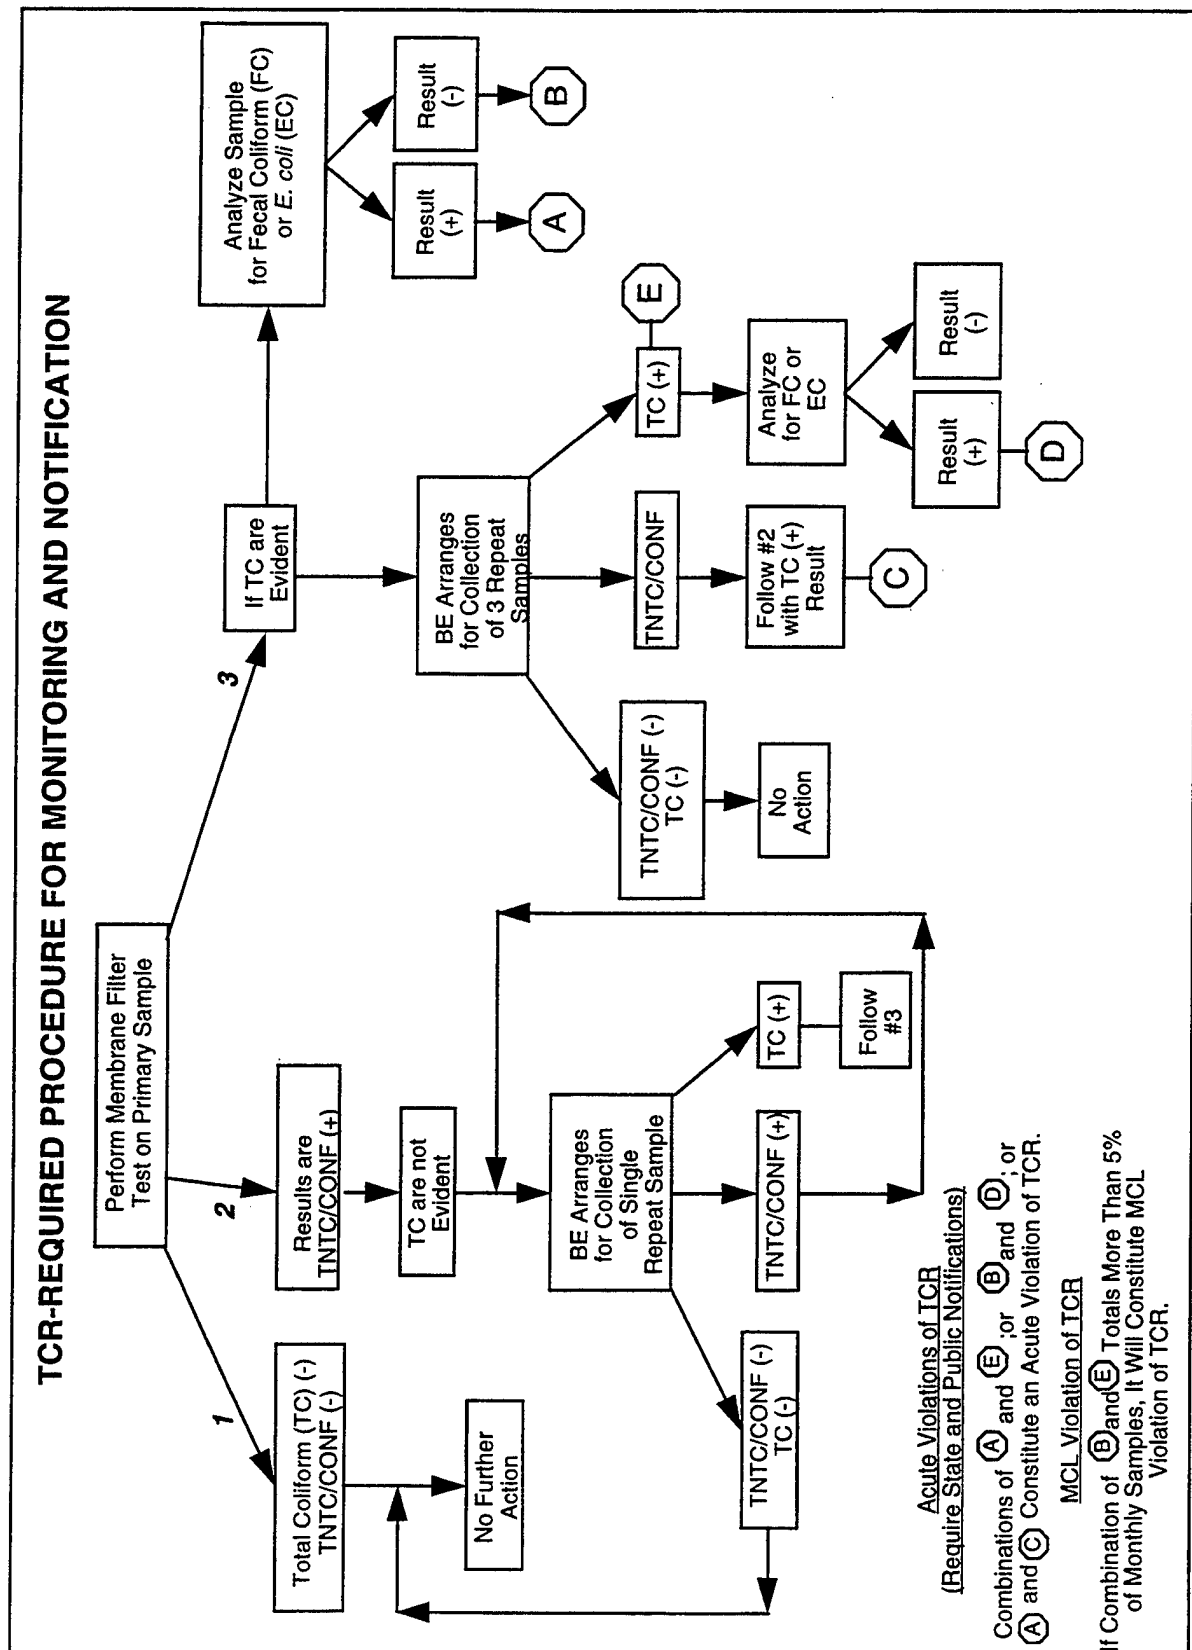 TCR-REQUIRED PROCEDURE FOR MONITORING AND NOTIFICATION
Perform Membrane Filter
Test on Primary Sample
1
2
3
Total Coliform (TC) (-)
TNTC/CONF (-)
No Further
Action
Results are
TNTC/CONF (+)
TC are not
Evident
BE Arranges
for Collection
of Single
Repeat Sample
TNTC/CONF (-)
TC (-)
TNTC/CONF (+)
TC (+)
Follow
#3
If TC are
Evident
Analyze Sample
for Fecal Coliform (FC)
or E. coli (EC)
Result
(+)
A
Result
(-)
B
BE Arranges
for Collection
of 3 Repeat
Samples
TNTC/CONF (-)
TC (-)
No
Action
TNTC/CONF
Follow #2
with TC (+)
Result
C
TC (+)
E
Analyze
for FC or
EC
Result
(+)
D
Result
(-)
Acute Violations of TCR
(Require State and Public Notifications)
Combinations of A and E ;or B and D; or
A and C Constitute an Acute Violation of TCR.
MCL Violation of TCR
If Combination of B and E Totals More Than 5%
of Monthly Samples, It Will Constitute MCL
Violation of TCR.